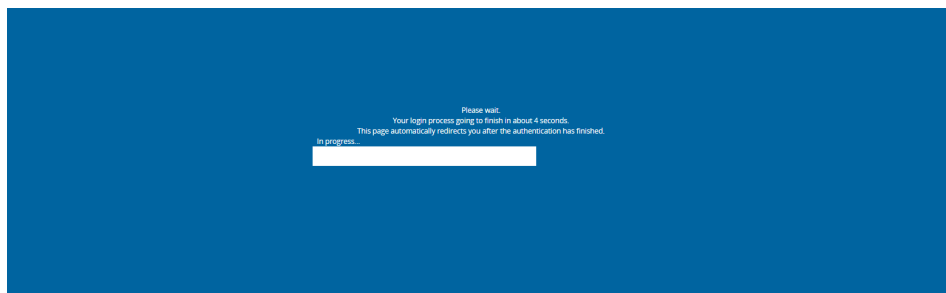 Please wait.
Your login process going to finish in about 4 seconds.
This page automatically redirects you after the authentication has finished.
In progress...